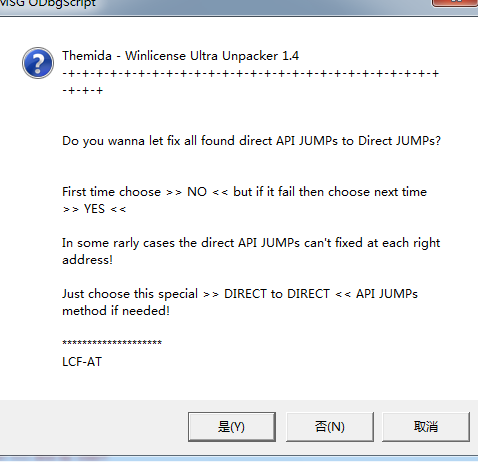 MSG ODbgScript
Themida - Winlicense Ultra Unpacker 1.4
-+-+-+-+-+-+-+-+-+-+-+-+-+-+-+-+-+-+-+-+-+-+-+-+-+-+-+
-+-+-+
Do you wanna let fix all found direct API JUMPs to Direct JUMPs?
First time choose >> NO << but if it fail then choose next time
>> YES <<
In some rarly cases the direct API JUMPs can't fixed at each right
address!
Just choose this special >> DIRECT to DIRECT << API JUMPs
method if needed!
********************
LCF-AT
是(Y)
否(N)
取消